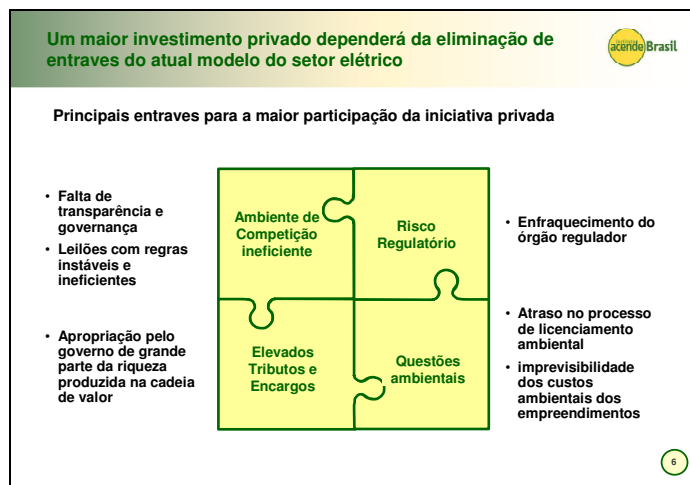 Um maior investimento privado dependerá da eliminação de
entraves do atual modelo do setor elétrico
instituto
acende Brasil
Principais entraves para a maior participação da iniciativa privada
• Falta de
transparência e
governança
• Leilões com regras
instáveis e
ineficientes
• Apropriação pelo
governo de grande
parte da riqueza
produzida na cadeia
de valor
Ambiente de
Competição
ineficiente
Risco
Regulatório
Elevados
Tributos e
Encargos
Questões
ambientais
• Enfraquecimento do
órgão regulador
• Atraso no processo
de licenciamento
ambiental
• imprevisibilidade
dos custos
ambientais dos
empreendimentos
6